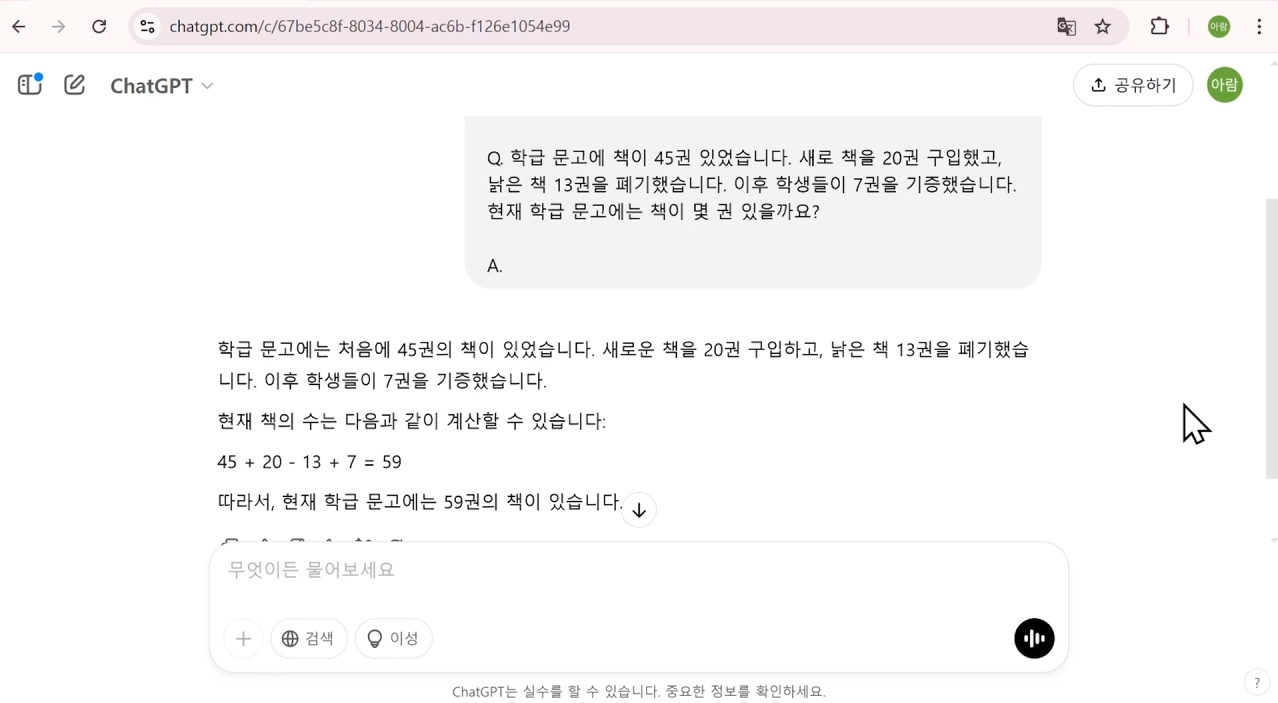 chatgpt.com/c/67be5c8f-8034-8004-ac6b-f126e1054e99
아람
ChatGPT
공유하기
아람
Q. 학급 문고에 책이 45권 있었습니다. 새로 책을 20권 구입했고,
낡은 책 13권을 폐기했습니다. 이후 학생들이 7권을 기증했습니다.
현재 학급 문고에는 책이 몇 권 있을까요?
A.
학급 문고에는 처음에 45권의 책이 있었습니다. 새로운 책을 20권 구입하고, 낡은 책 13권을 폐기했습
니다. 이후 학생들이 7권을 기증했습니다.
현재 책의 수는 다음과 같이 계산할 수 있습니다:
45 + 20 - 13 + 7 = 59
따라서, 현재 학급 문고에는 59권의 책이 있습니다.
무엇이든 물어보세요
검색
이성
ChatGPT는 실수를 할 수 있습니다. 중요한 정보를 확인하세요.
?